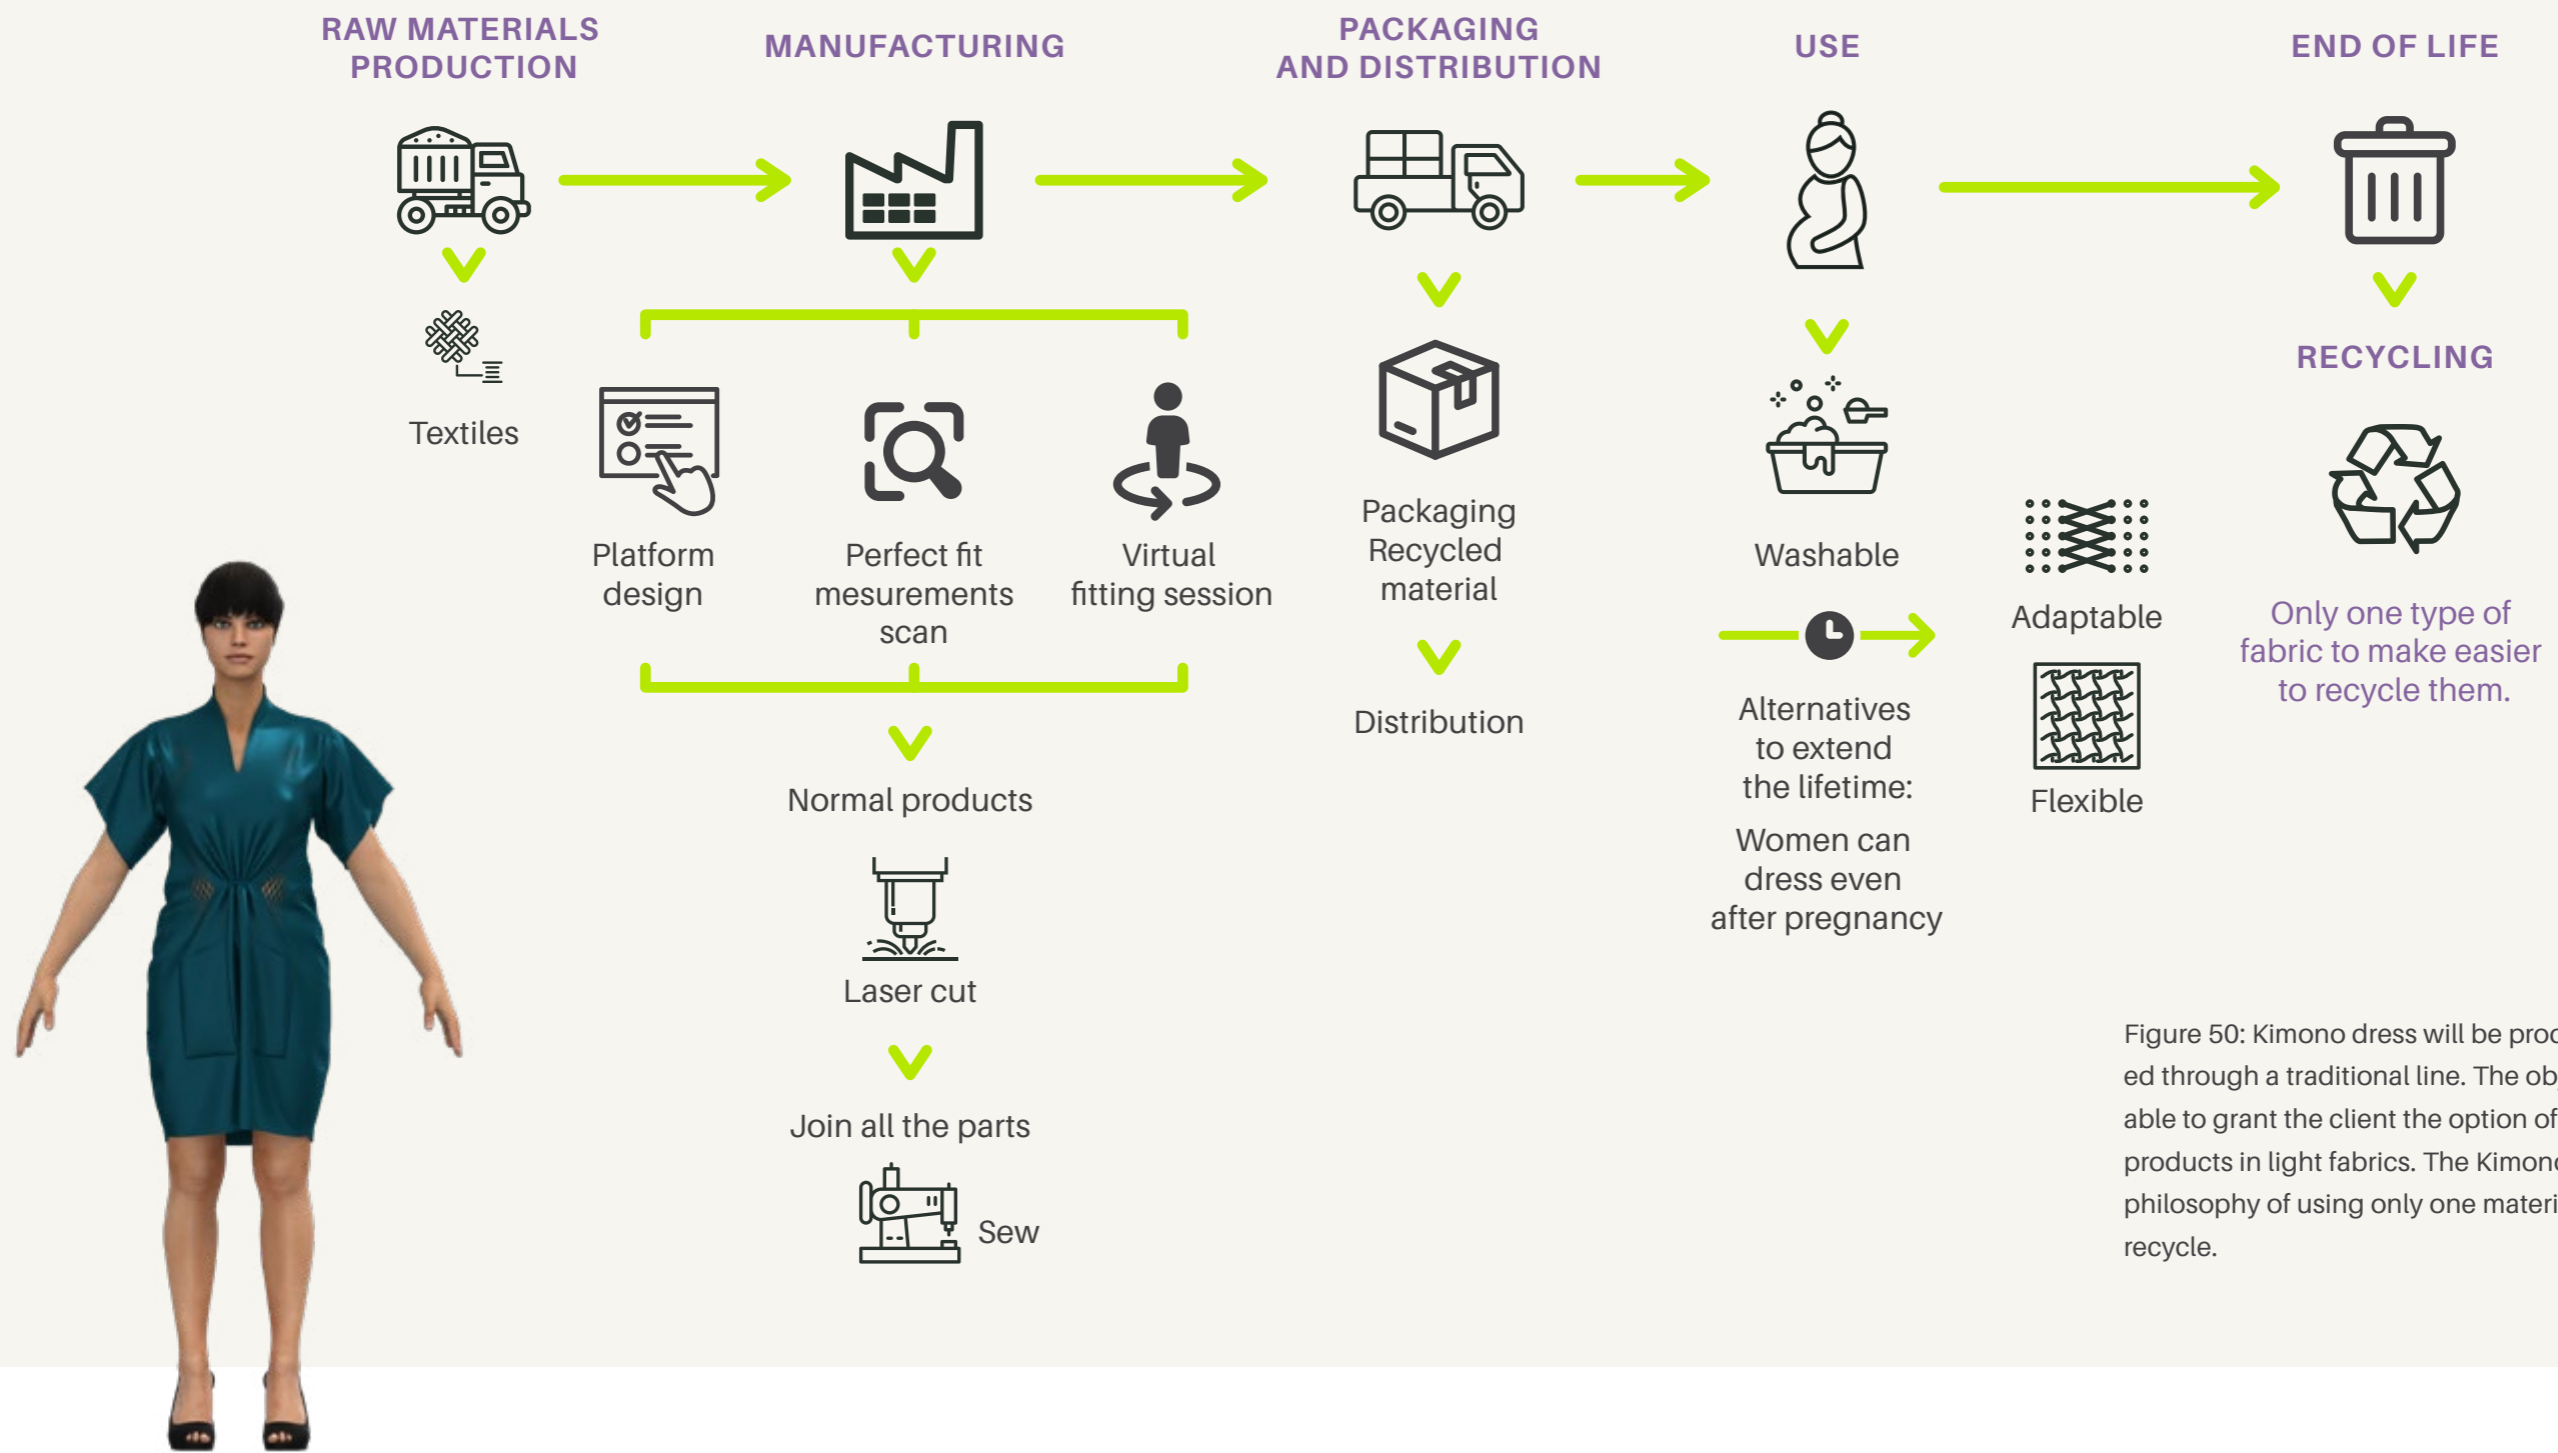 RAW MATERIALS
PRODUCTION
Textiles
MANUFACTURING
Platform
design
Perfect fit
mesurements
scan
Virtual
fitting session
Normal products
Laser cut
Join all the parts
Sew
PACKAGING
AND DISTRIBUTION
Packaging
Recycled
material
Distribution
USE
Washable
Alternatives
to extend
the lifetime:
Women can
dress even
after pregnancy
Adaptable
Flexible
END OF LIFE
RECYCLING
Only one type of
fabric to make easier
to recycle them.
Figure 50: Kimono dress will be
ed through a traditional line. The
able to grant the client the option of
products in light fabrics. The
philosophy of using only one
recycle.